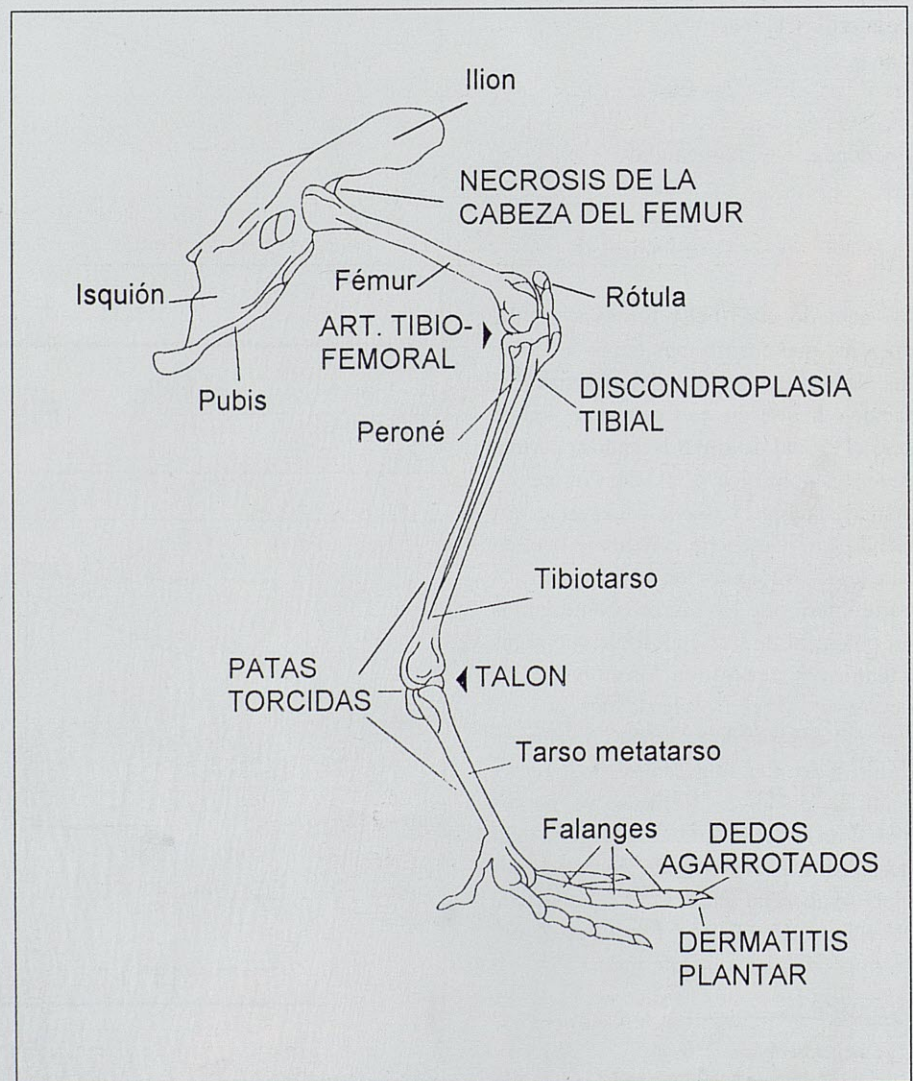 Ilion
NECROSIS DE LA
CABEZA DEL FEMUR
Fémur
Rótula
Isquión
ART. TIBIO-
FEMORAL
Pubis
Peroné
DISCONDROPLASIA
TIBIAL
Tibiotarso
PATAS
TORCIDAS
TALON
Tarso metatarso
Falanges
DEDOS
AGARROTADOS
DERMATITIS
PLANTAR